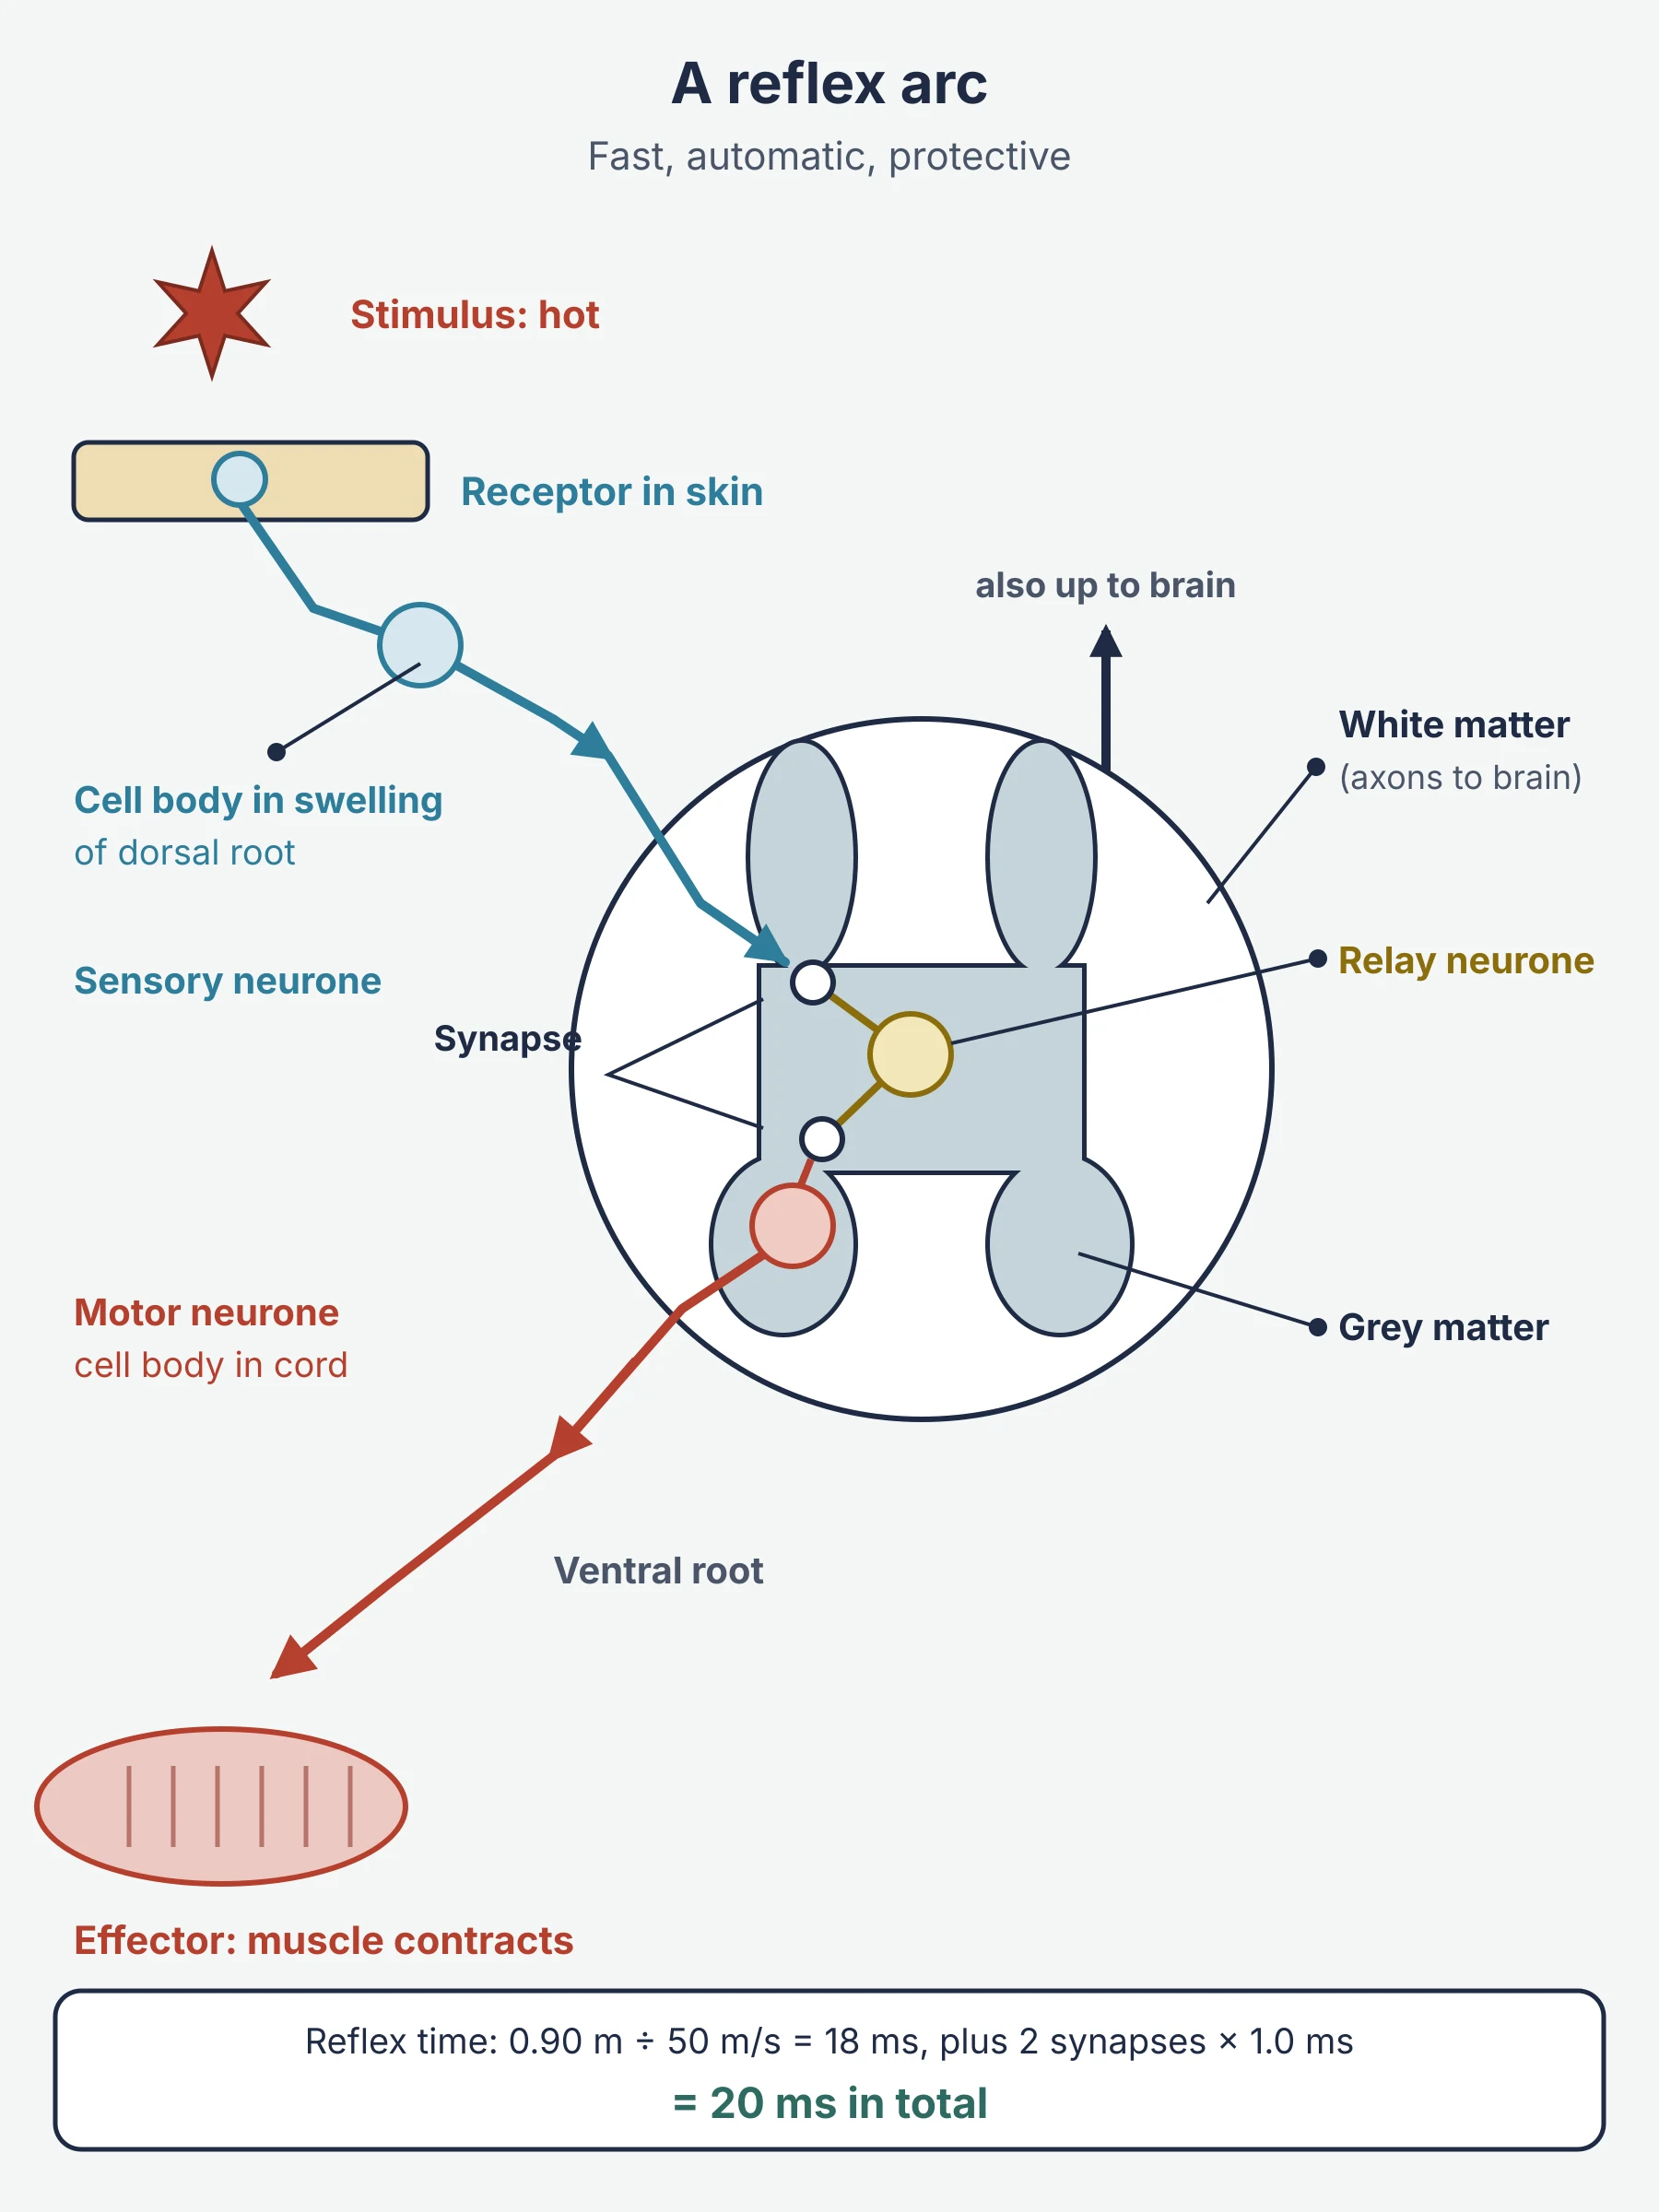 A reflex arc
Fast, automatic, protective
Stimulus: hot
Receptor in skin
also up to brain
White matter
(axons to brain)
Cell body in swelling
of dorsal root
Relay neurone
Sensory neurone
Synapse
Motor neurone
cell body in cord
Grey matter
Ventral root
Effector: muscle contracts
Reflex time: 0.90 m ÷ 50 m/s = 18 ms, plus 2 synapses × 1.0 ms
= 20 ms in total